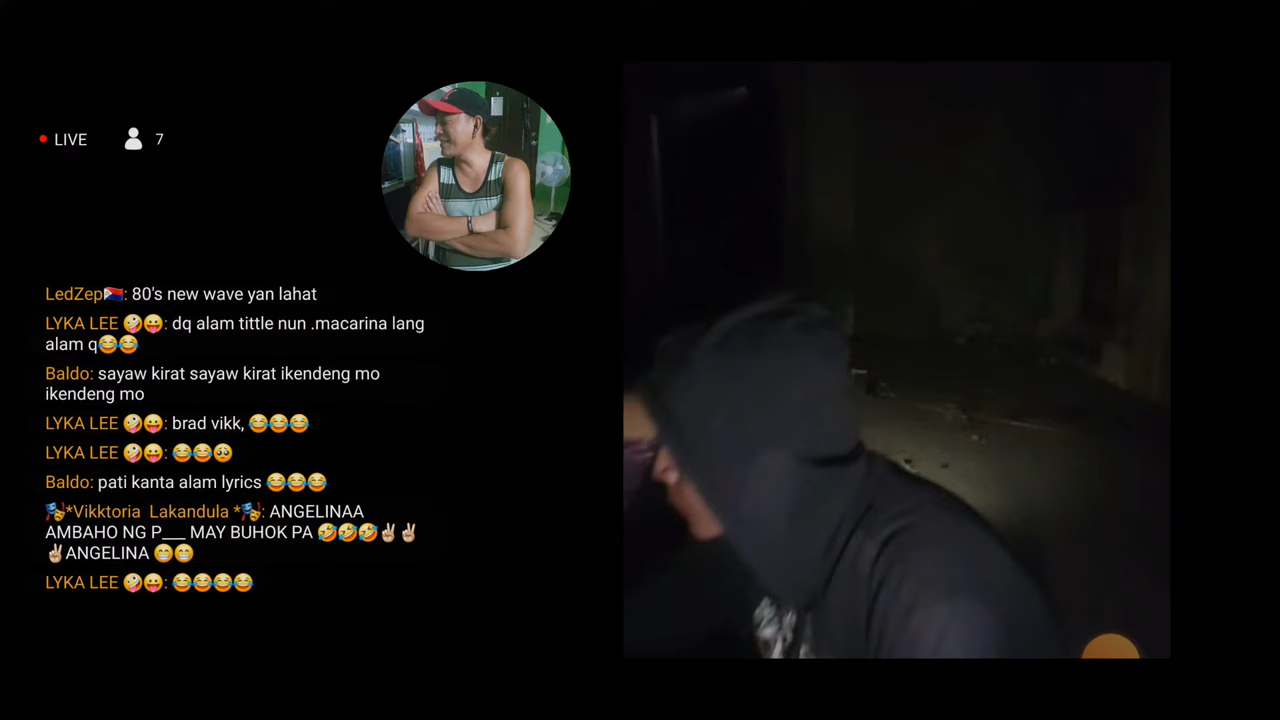 LIVE 7
LedZep🇵🇭: 80's new wave yan lahat
LYKA LEE 🤪😛: dq alam tittle nun .macarina lang
alam q😂😂
Baldo: sayaw kirat sayaw kirat ikendeng mo
ikendeng mo
LYKA LEE 🤪😛: brad vikk, 😂😂😂
LYKA LEE 🤪😛: 😂😂🥺
Baldo: pati kanta alam lyrics 😂😂😂
🎭*Vikktoria Lakandula *🎭: ANGELINAA
AMBAHO NG P___ MAY BUHOK PA 🤣🤣🤣✌🏼✌🏼
✌🏼ANGELINA 😁😁
LYKA LEE 🤪😛: 😂😂😂😂